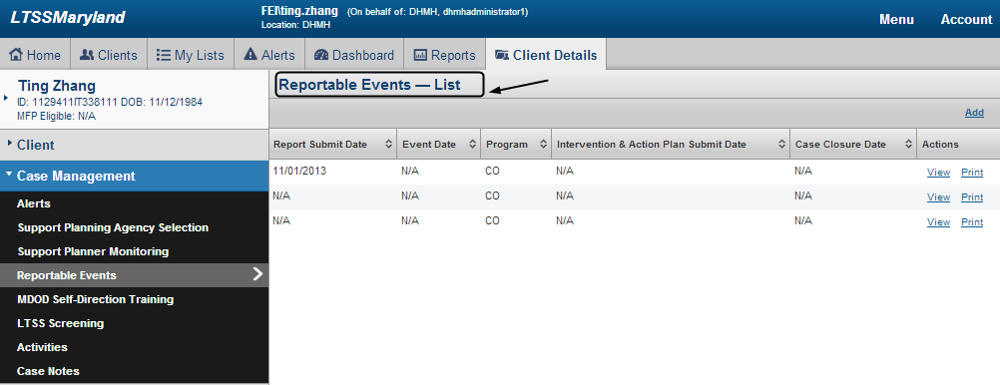 LTSSMaryland
FEI\ting.zhang (On behalf of: DHMH, dhmhadministrator1)
Location: DHMH
Menu Account
Home Clients My Lists Alerts Dashboard Reports Client Details
Ting Zhang
ID: 1129411IT338111 DOB: 11/12/1984
MFP Eligible: N/A
Client
Case Management
Alerts
Support Planning Agency Selection
Support Planner Monitoring
Reportable Events
MDOD Self-Direction Training
LTSS Screening
Activities
Case Notes
Reportable Events — List
Add
Report Submit Date Event Date Program Intervention & Action Plan Submit Date Case Closure Date Actions
11/01/2013 N/A CO N/A N/A View Print
N/A N/A CO N/A N/A View Print
N/A N/A CO N/A N/A View Print